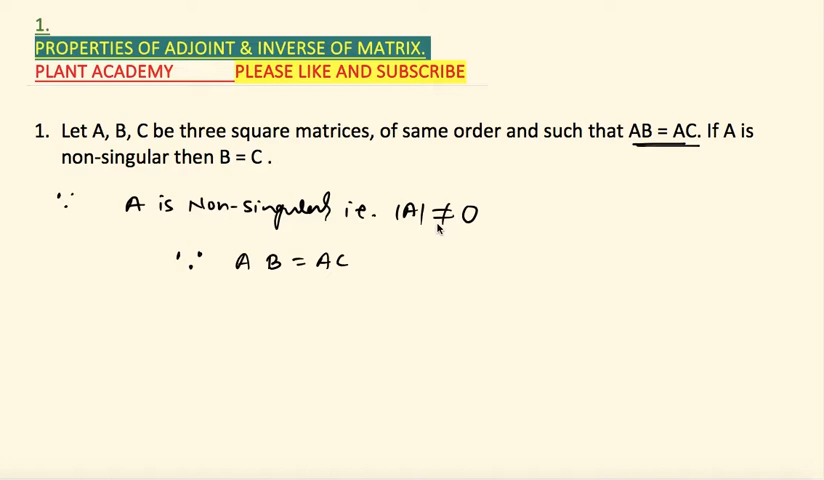 1.
PROPERTIES OF ADJOINT & INVERSE OF MATRIX.
PLANT ACADEMY PLEASE LIKE AND SUBSCRIBE
1. Let A, B, C be three square matrices, of same order and such that AB = AC. If A is
non-singular then B = C .
∵ A is Non-singular i.e. |A| ≠ 0
∵ A B = AC